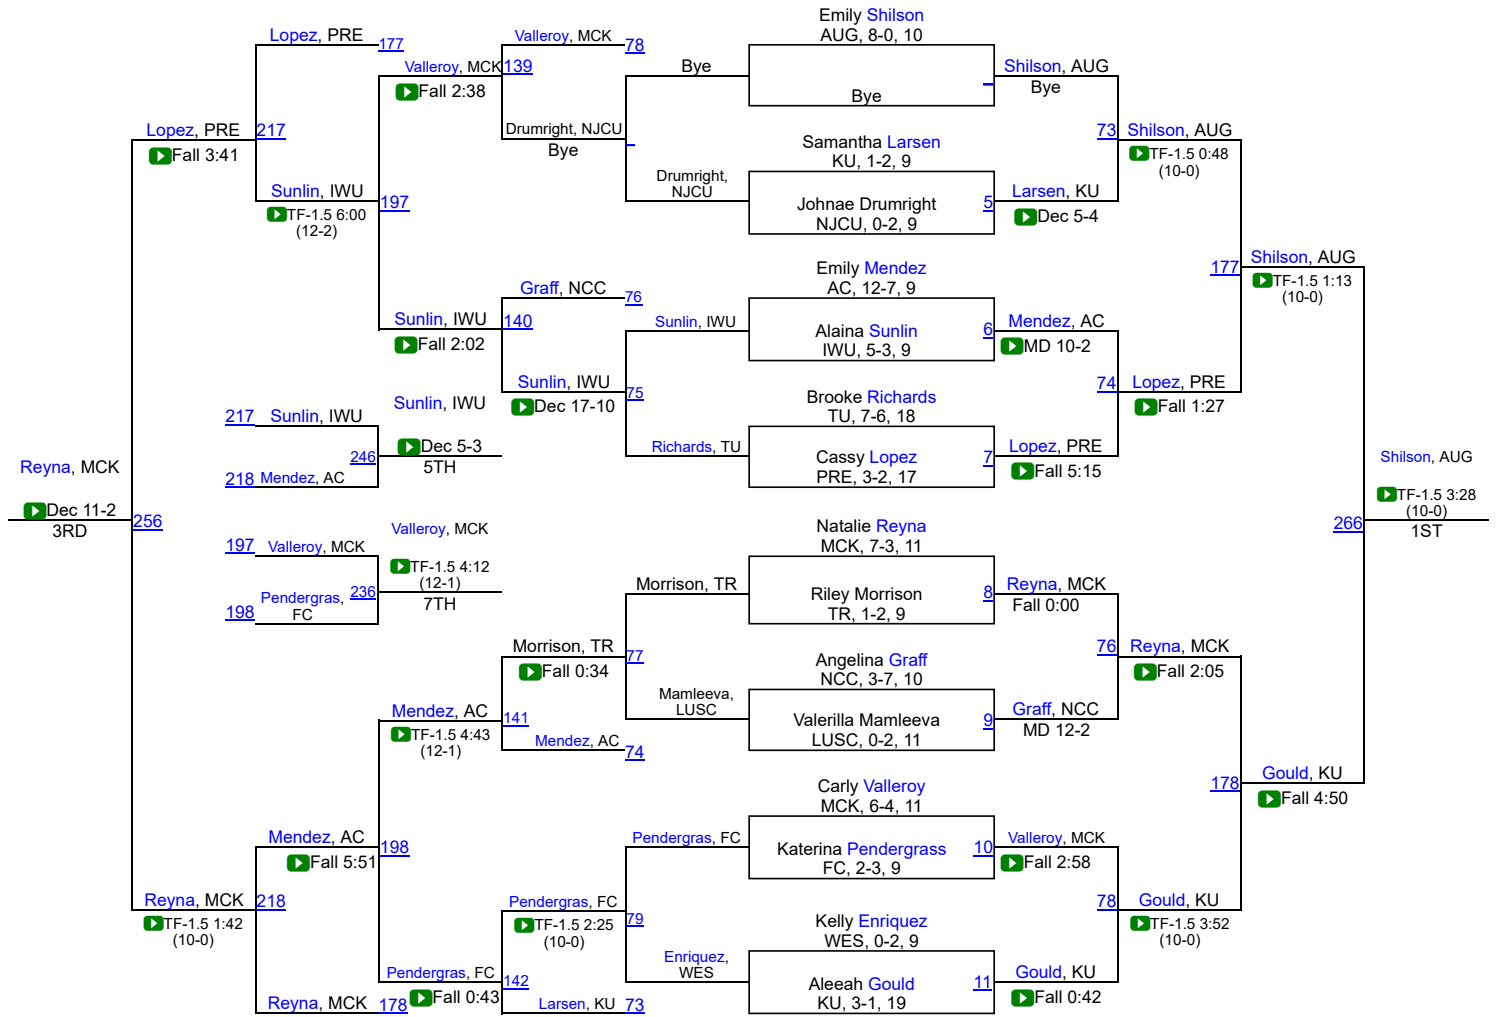 Emily Shilson
AUG, 8-0, 10
Bye
Shilson, AUG
Bye
Samantha Larsen
KU, 1-2, 9
Johnae Drumright
NJCU, 0-2, 9
5
Larsen, KU
Dec 5-4
73
Shilson, AUG
TF-1.5 0:48
(10-0)
Emily Mendez
AC, 12-7, 9
Alaina Sunlin
IWU, 5-3, 9
6
Mendez, AC
MD 10-2
Brooke Richards
TU, 7-6, 18
Cassy Lopez
PRE, 3-2, 17
7
Lopez, PRE
Fall 5:15
74
Lopez, PRE
Fall 1:27
177
Shilson, AUG
TF-1.5 1:13
(10-0)
Natalie Reyna
MCK, 7-3, 11
Riley Morrison
TR, 1-2, 9
8
Reyna, MCK
Fall 0:00
Angelina Graff
NCC, 3-7, 10
Valerilla Mamleeva
LUSC, 0-2, 11
9
Graff, NCC
MD 12-2
76
Reyna, MCK
Fall 2:05
Carly Valleroy
MCK, 6-4, 11
Katerina Pendergrass
FC, 2-3, 9
10
Valleroy, MCK
Fall 2:58
Kelly Enriquez
WES, 0-2, 9
Aleeah Gould
KU, 3-1, 19
11
Gould, KU
Fall 0:42
78
Gould, KU
TF-1.5 3:52
(10-0)
178
Gould, KU
Fall 4:50
266
Shilson, AUG
TF-1.5 3:28
(10-0)
1ST
Bye
Drumright,
NJCU
Valleroy, MCK
78
Drumright, NJCU
Bye
139
Valleroy, MCK
Fall 2:38
Sunlin, IWU
Richards, TU
Graff, NCC
76
75
Sunlin, IWU
Dec 17-10
140
Sunlin, IWU
Fall 2:02
Lopez, PRE
177
197
Sunlin, IWU
TF-1.5 6:00
(12-2)
217
Lopez, PRE
Fall 3:41
217
Sunlin, IWU
218
Mendez, AC
246
Sunlin, IWU
Dec 5-3
5TH
Reyna, MCK
Dec 11-2
3RD
256
197
Valleroy, MCK
198
Pendergras,
FC
236
Valleroy, MCK
TF-1.5 4:12
(12-1)
7TH
Morrison, TR
Mamleeva,
LUSC
77
Morrison, TR
Fall 0:34
Mendez, AC
74
141
Mendez, AC
TF-1.5 4:43
(12-1)
Pendergras, FC
Enriquez,
WES
79
Pendergras, FC
TF-1.5 2:25
(10-0)
Larsen, KU
73
142
Pendergras, FC
Fall 0:43
198
Mendez, AC
Fall 5:51
Reyna, MCK
178
218
Reyna, MCK
TF-1.5 1:42
(10-0)